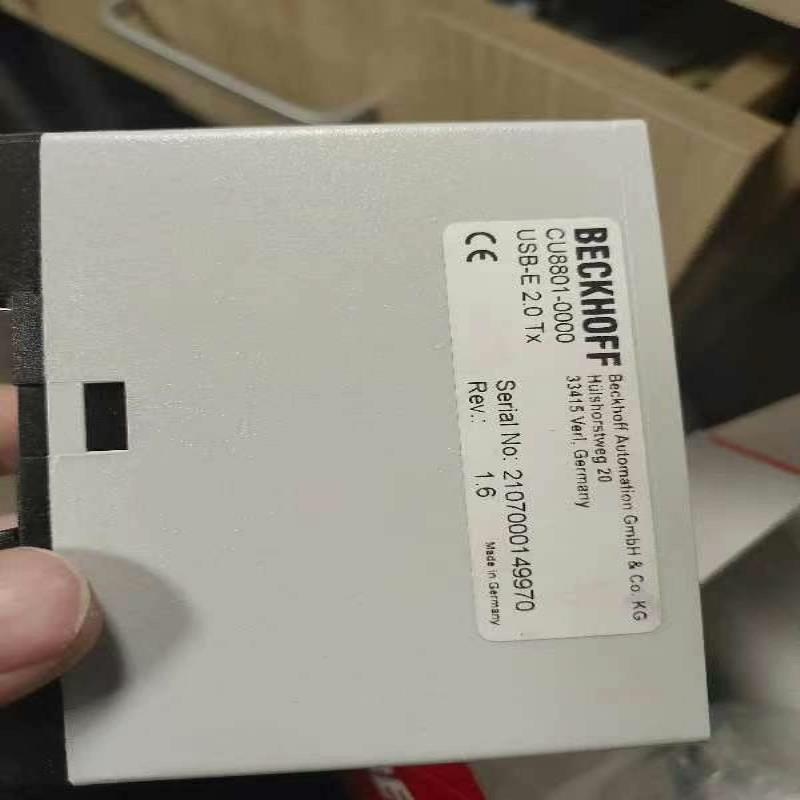 BECKHOFF
Beckhoff Automation GmbH & Co. KG
Hülshorstweg 20
33415 Verl, Germany
CU8801-0000
USB-E 2.0 Tx
CE
Serial No: 2107000149970
Rev.: 1.6
Made in Germany